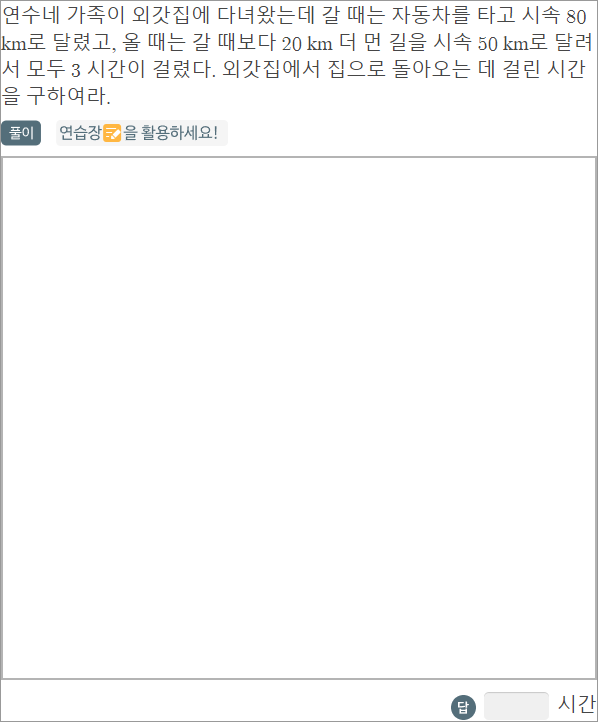 연수네 가족이 외갓집에 다녀왔는데 갈 때는 자동차를 타고 시속 80
km로 달렸고, 올 때는 갈 때보다 20 km 더 먼 길을 시속 50 km로 달려
서 모두 3 시간이 걸렸다. 외갓집에서 집으로 돌아오는 데 걸린 시간
을 구하여라.
풀이 연습장을 활용하세요!
답 시간